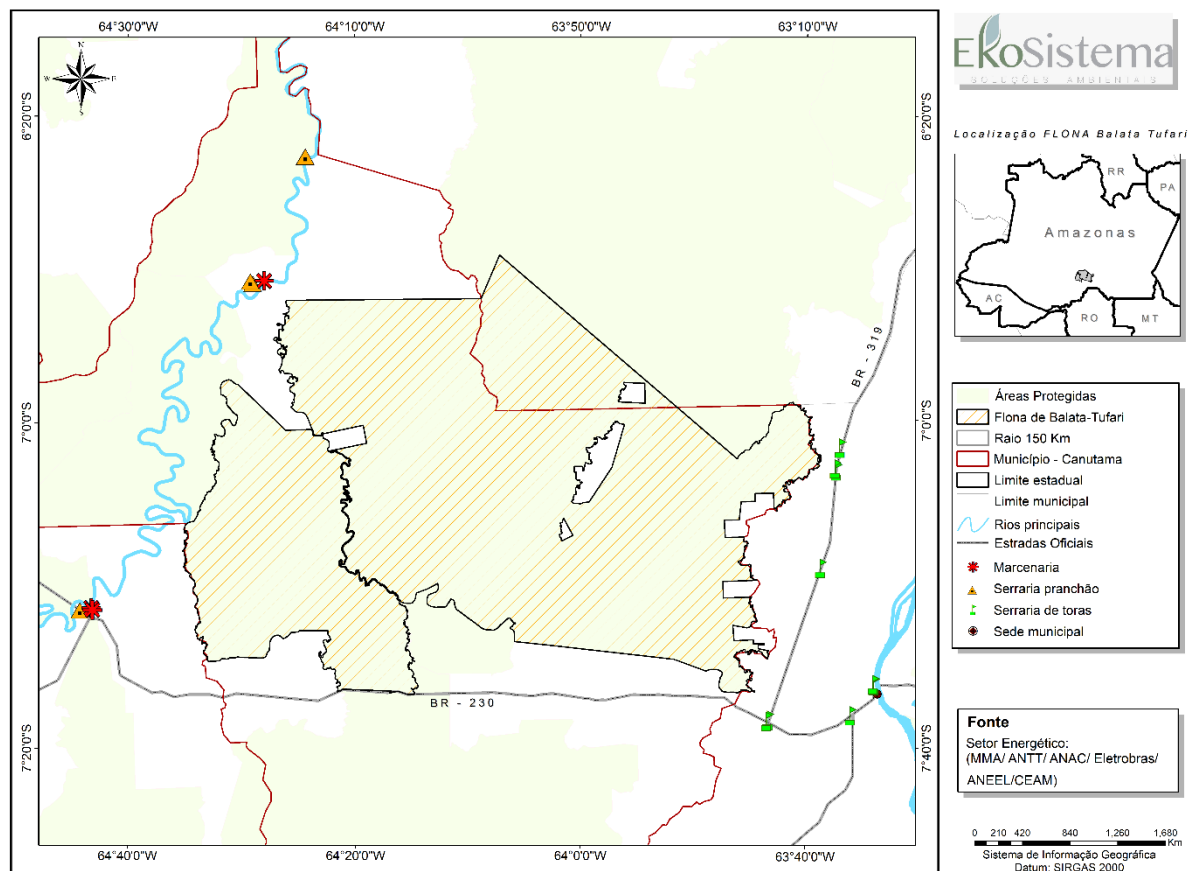 64°30'0"W 64°10'0"W 63°50'0"W 63°10'0"W
EkoSistema
SOLUÇÕES AMBIENTAIS
N
W E
S
6°20'0"S
6°20'0"S
Localização FLONA Balata Tufari
RR
PA
Amazonas
AC
RO
MT
BR - 319
7°0'0"S
7°0'0"S
Áreas Protegidas
Flona de Balata-Tufari
Raio 150 Km
Município - Canutama
Limite estadual
Limite municipal
Rios principais
Estradas Oficiais
Marcenaria
Serraria pranchão
Serraria de toras
Sede municipal
BR - 230
7°20'0"S
7°40'0"S
Fonte
Setor Energético:
(MMA/ ANTT/ ANAC/ Eletrobras/
ANEEL/CEAM)
0 210 420 840 1,260 1,680
Km
Sistema de Informação Geográfica
Datum: SIRGAS 2000
64°40'0"W 64°20'0"W 64°0'0"W 63°40'0"W